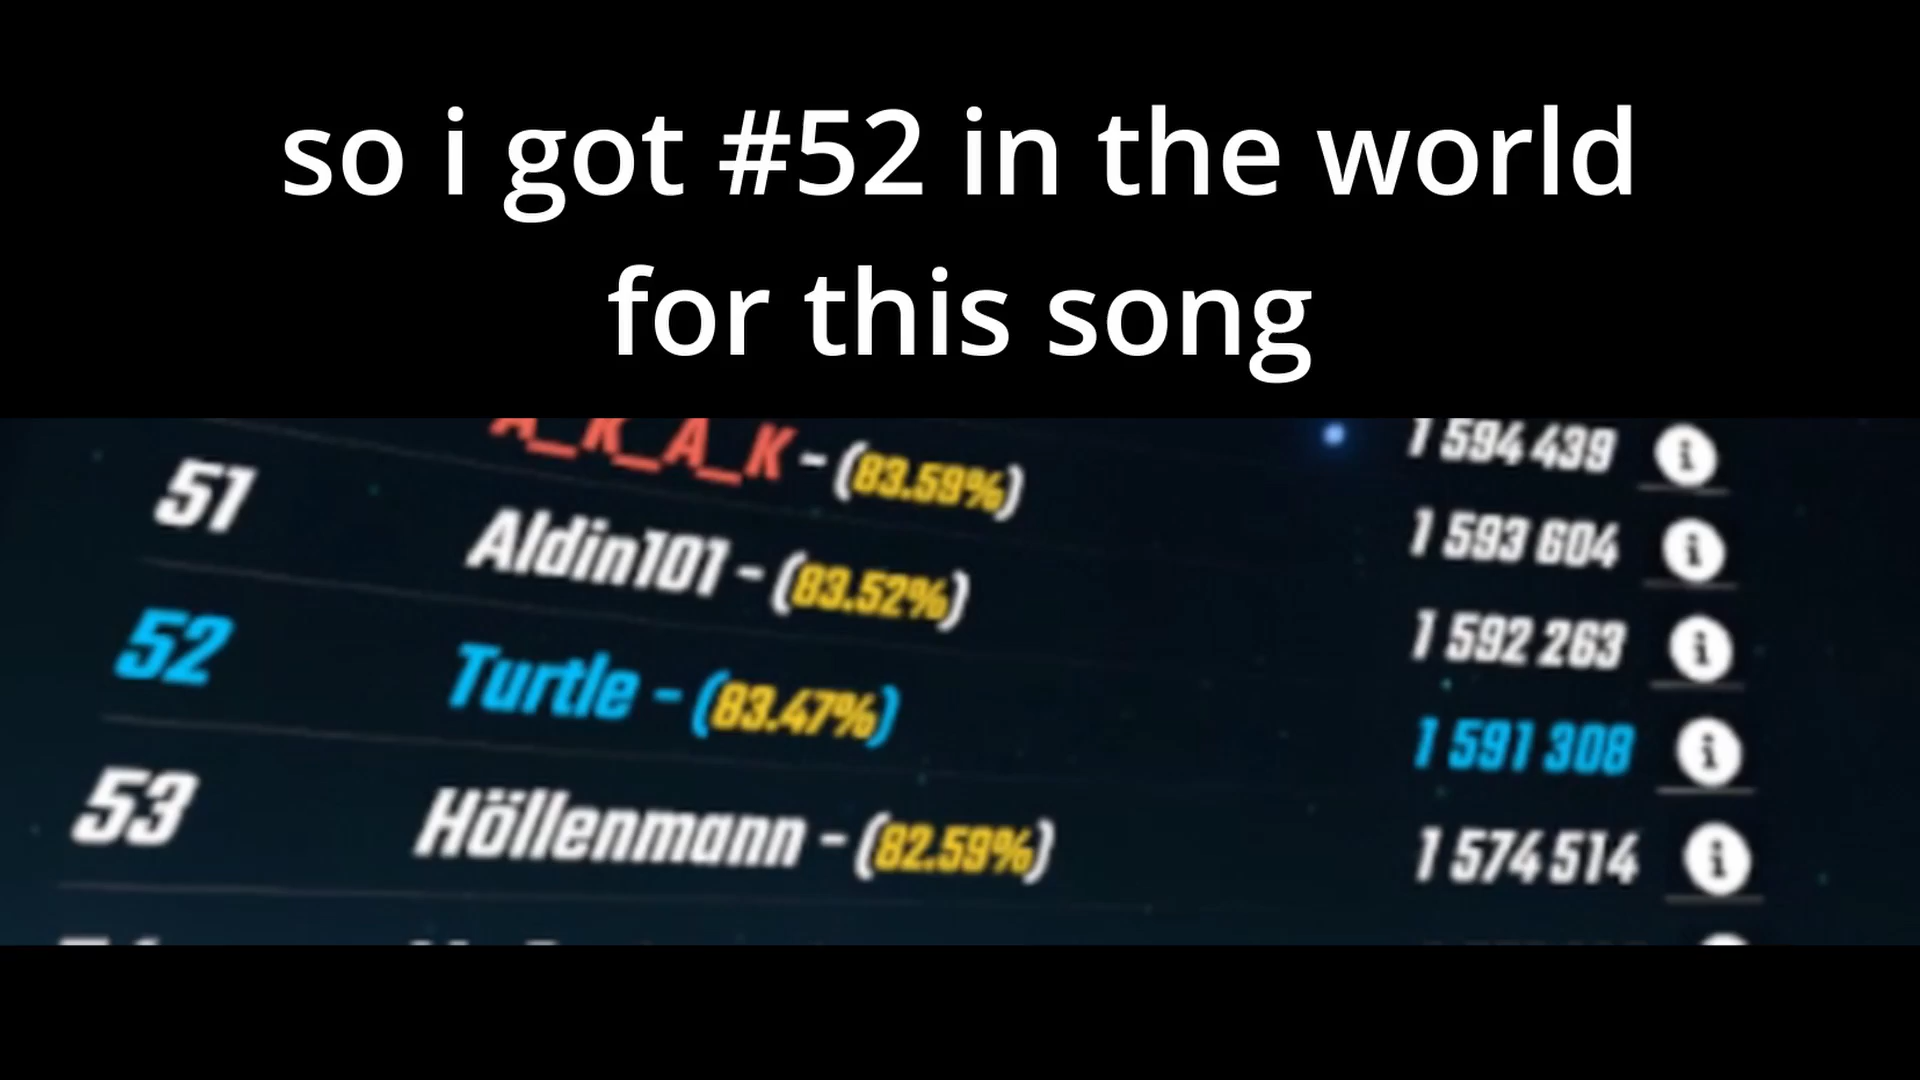 so i got #52 in the world
for this song
1 594 439 i
A_K_A_K - (83.59%) 1 593 604 i
51 Aldin101 - (83.52%) 1 592 263 i
52 Turtle - (83.47%) 1 591 308 i
53 Höllenmann - (82.59%) 1 574 514 i